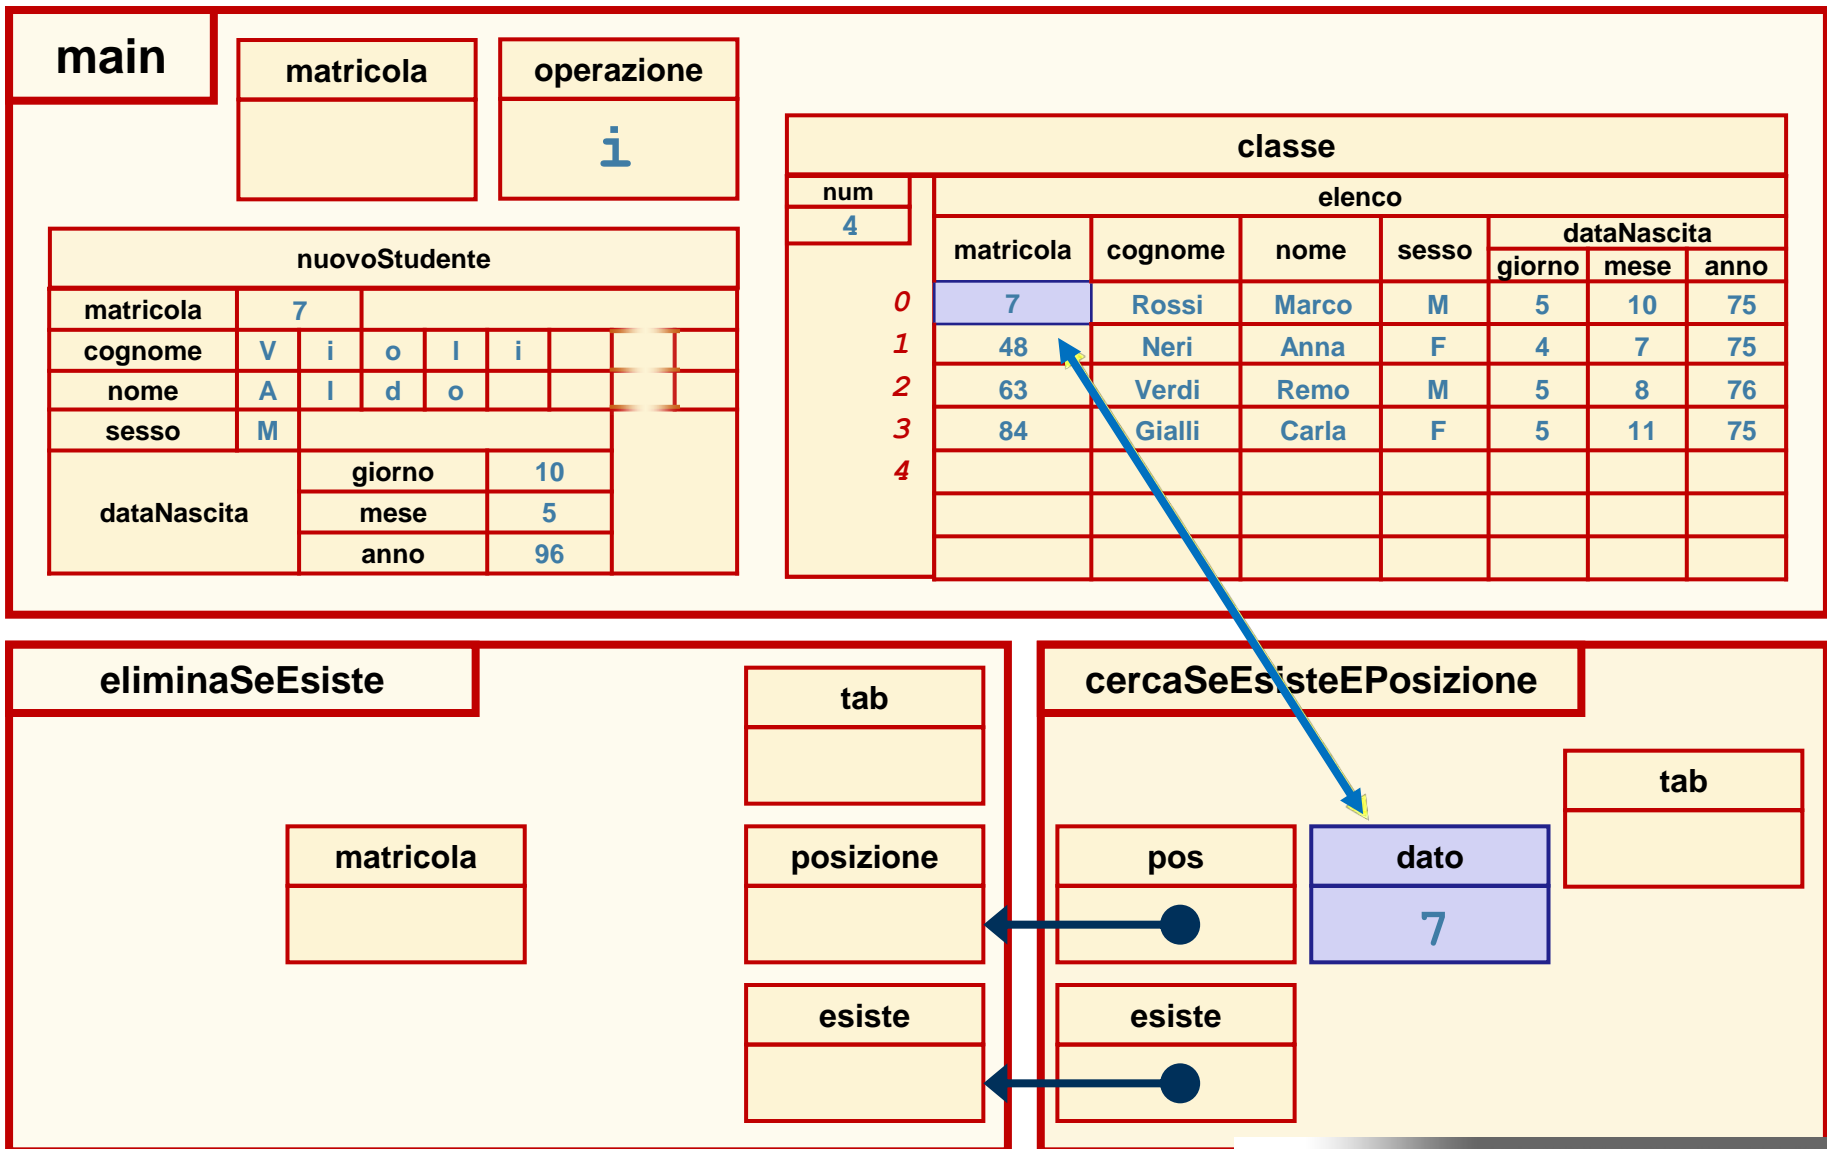 main
matricola
operazione
i
nuovoStudente
matricola 7
cognome V i o l i
nome A l d o
sesso M
dataNascita
giorno 10
mese 5
anno 96
classe
num
4
elenco
matricola cognome nome sesso dataNascita
giorno mese anno
0 7 Rossi Marco M 5 10 75
1 48 Neri Anna F 4 7 75
2 63 Verdi Remo M 5 8 76
3 84 Gialli Carla F 5 11 75
4
eliminaSeEsiste
tab
matricola
posizione
esiste
cercaSeEsisteEPosizione
tab
pos
dato
7
esiste